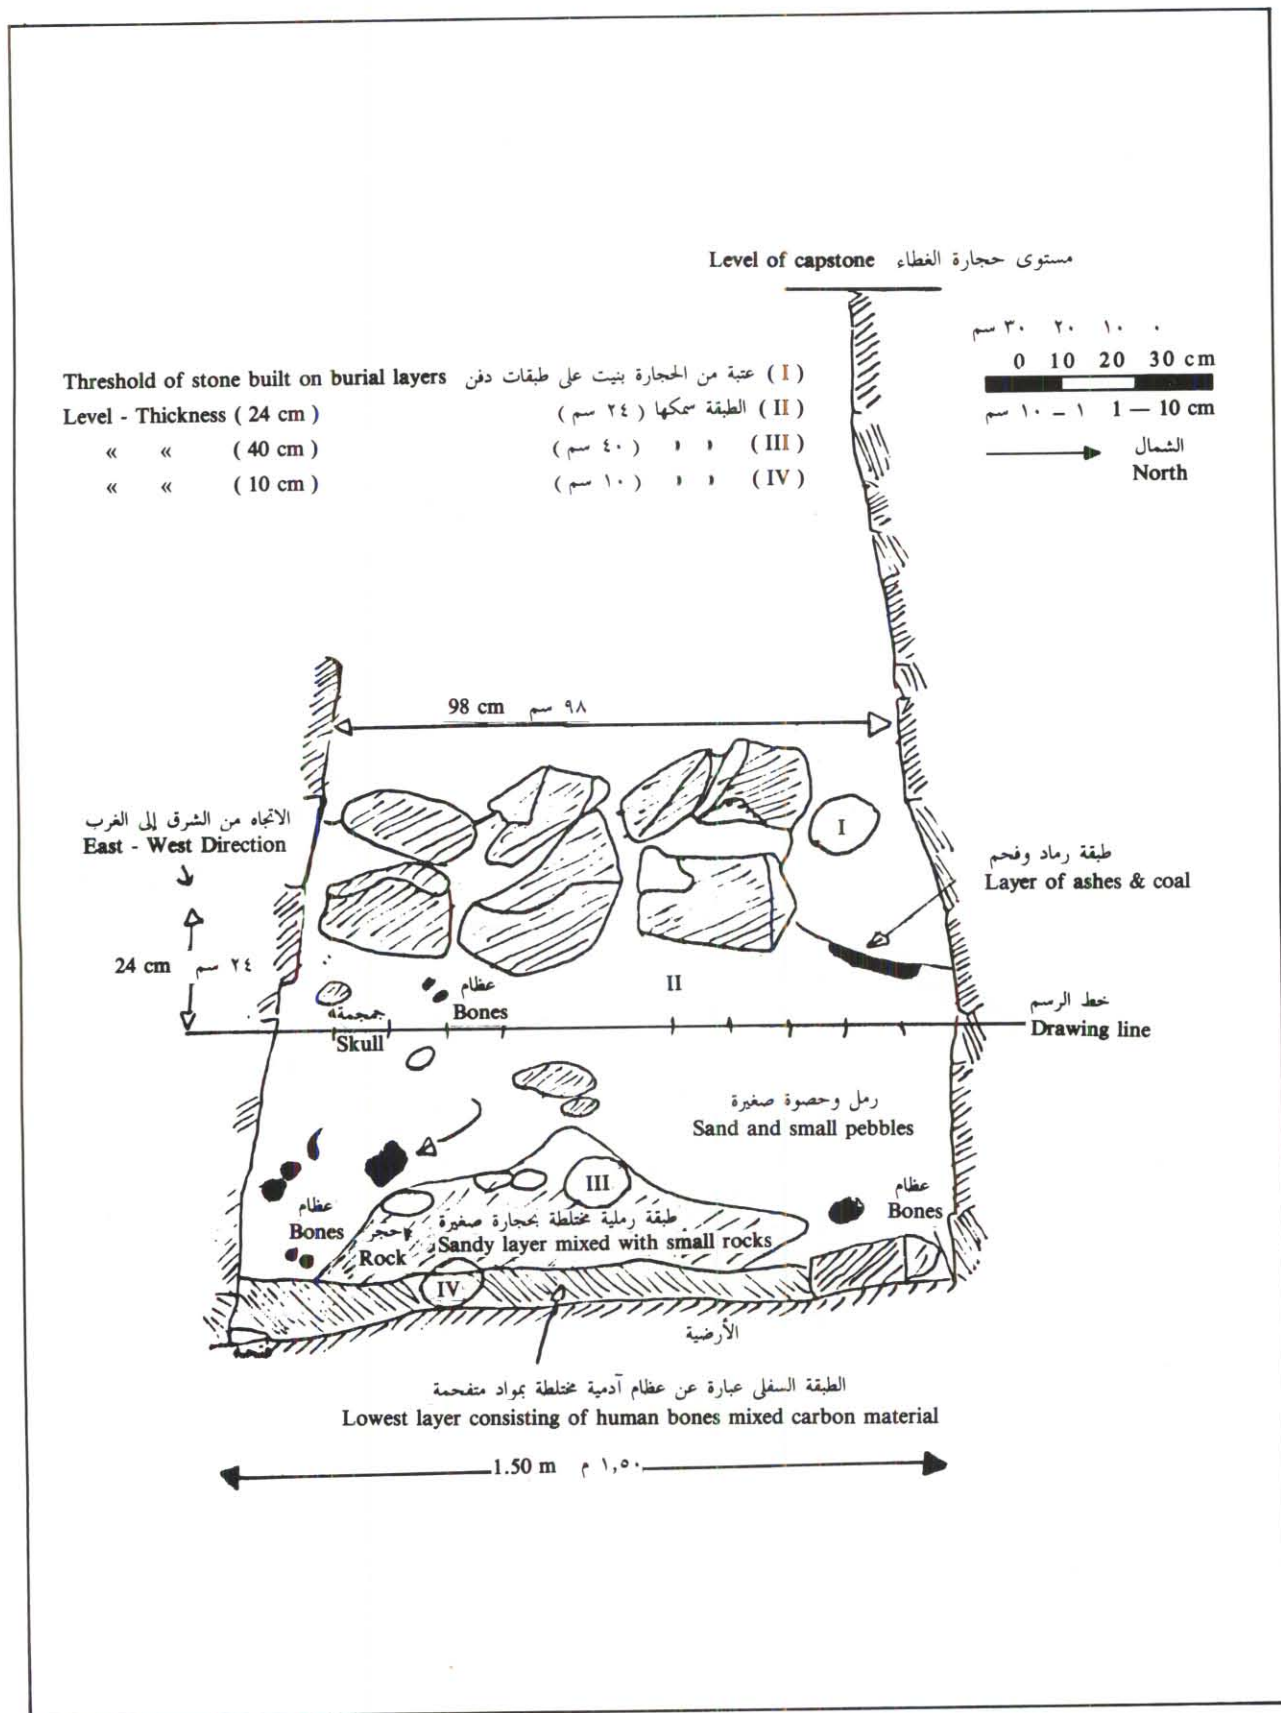 Level of capstone مستوى حجارة الغطاء
٠ ١٠ ٢٠ ٣٠ سم
0 10 20 30 cm
١ – ١٠ سم 1 — 10 cm
الشمال
North
Threshold of stone built on burial layers عتبة من الحجارة بنيت على طبقات دفن ( I )
Level - Thickness ( 24 cm ) الطبقة سمكها ( ٢٤ سم ) ( II )
« « ( 40 cm ) ( ٤٠ سم ) ( III )
« « ( 10 cm ) ( ١٠ سم ) ( IV )
98 cm ٩٨ سم
I
الاتجاه من الشرق إلى الغرب
East - West Direction
طبقة رماد وفحم
Layer of ashes & coal
24 cm ٢٤ سم
II
عظام
Bones
جمجمة
Skull
خط الرسم
Drawing line
رمل وحصوة صغيرة
Sand and small pebbles
III
عظام
Bones
عظام
Bones
حجر
Rock
طبقة رملية مختلطة بحجارة صغيرة
Sandy layer mixed with small rocks
IV
الأرضية
الطبقة السفلى عبارة عن عظام آدمية مختلطة بمواد متفحمة
Lowest layer consisting of human bones mixed carbon material
1.50 m ١,٥٠ م